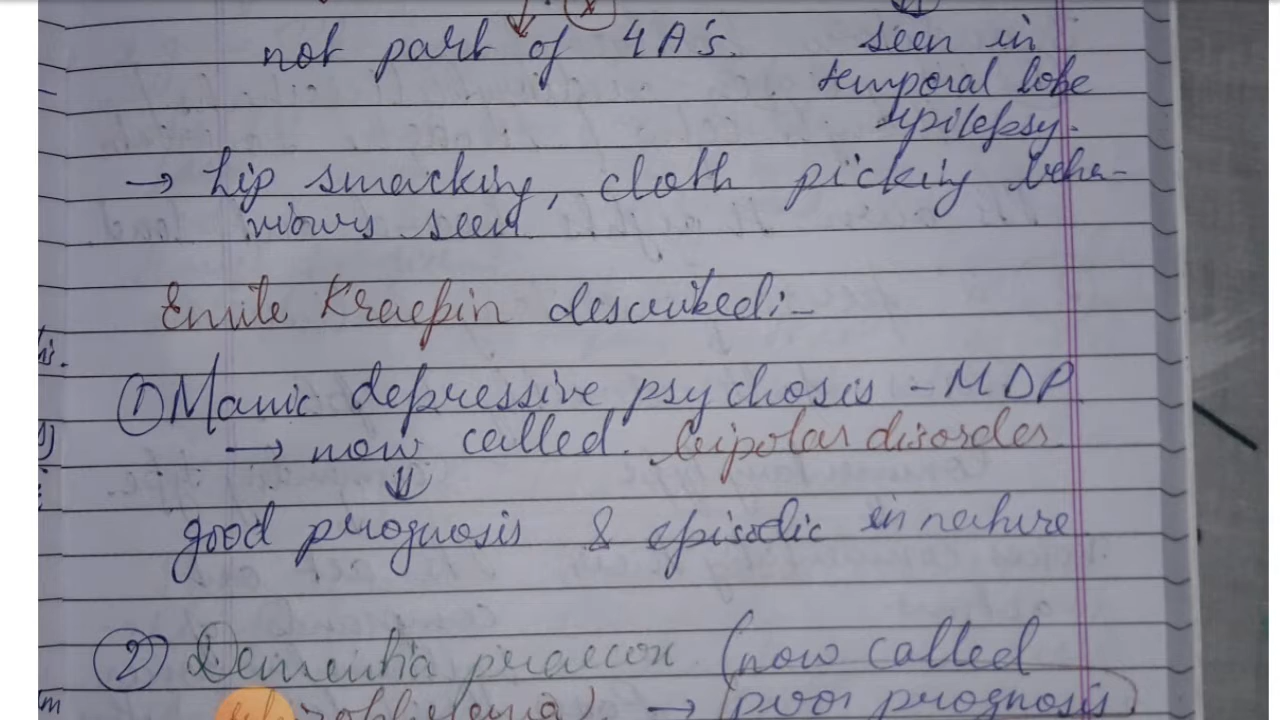 not part of 4A's. seen in
temporal lobe
epilepsy.
→ Lip smacking, cloth picking beha-
viours seen
Emile Kraepin described:-
① Manic depressive psychosis - MDP
→ now called. bipolar disorder
good prognosis & episodic in nature
② Dementia praecox (now called
→ (poor prognosis)